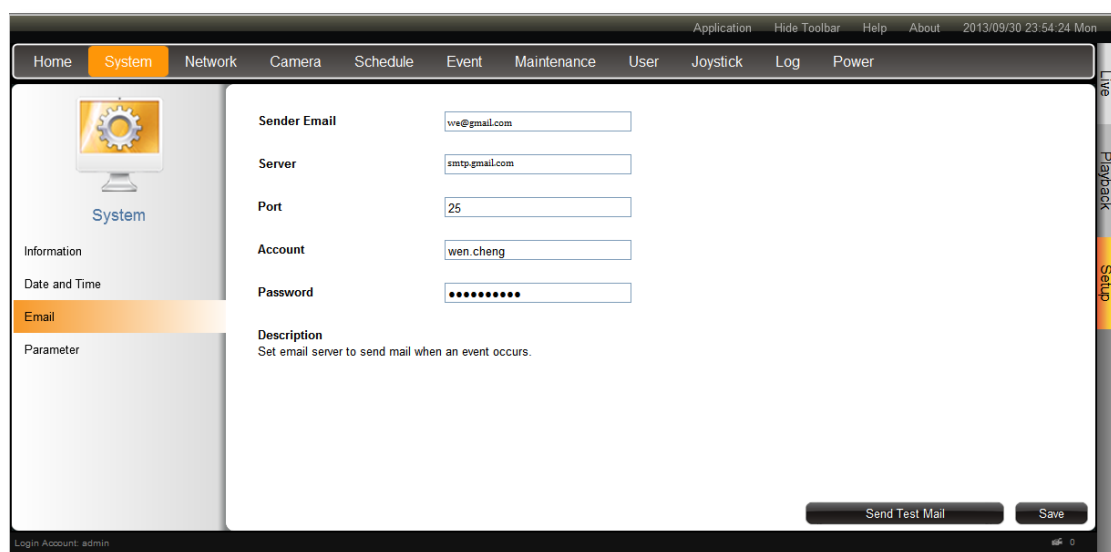 Application Hide Toolbar Help About 2013/09/30 23:54:24 Mon
Home System Network Camera Schedule Event Maintenance User Joystick Log Power
Live
Playback
Setup
System
Information
Date and Time
Email
Parameter
Sender Email we@gmail.com
Server smtp.gmail.com
Port 25
Account wen.cheng
Password ●●●●●●●●●●
Description
Set email server to send mail when an event occurs.
Send Test Mail Save
Login Account: admin 0